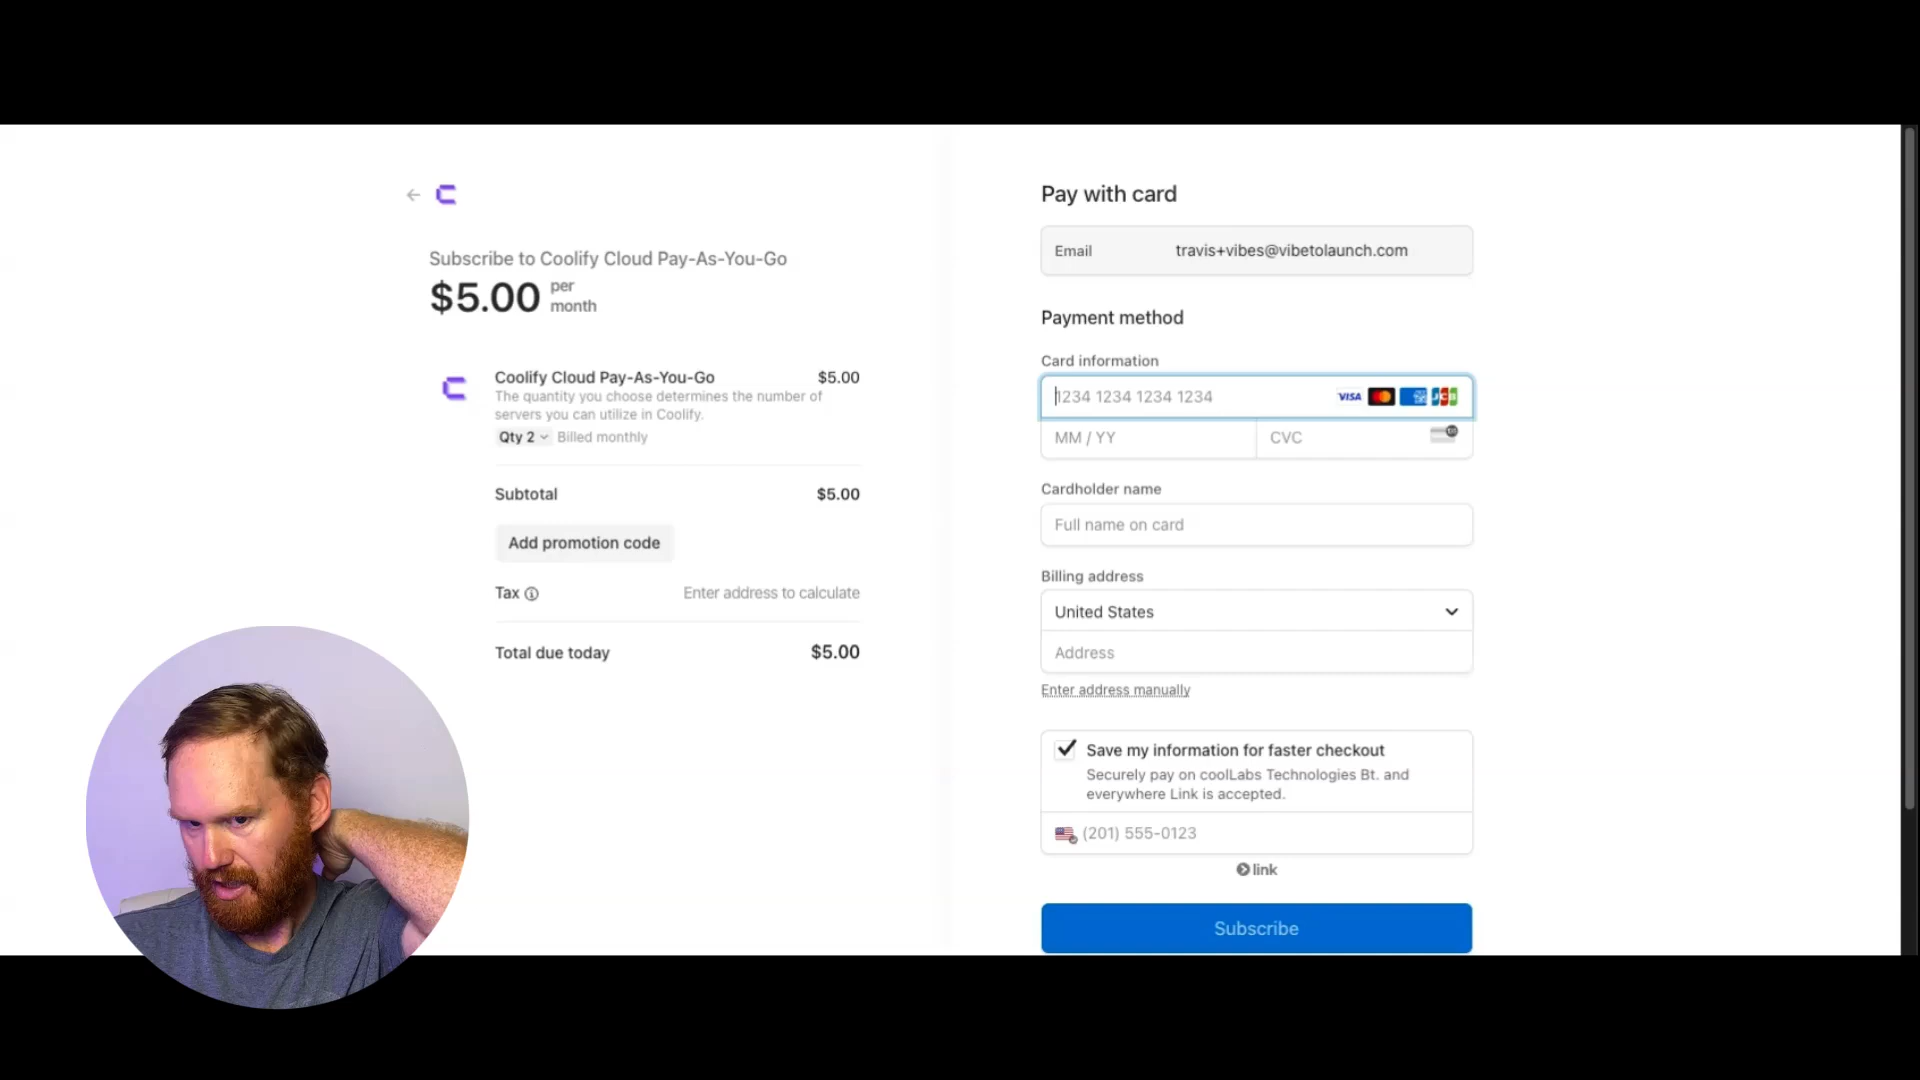 Subscribe to Coolify Cloud Pay-As-You-Go
$5.00 per month
Coolify Cloud Pay-As-You-Go $5.00
The quantity you choose determines the number of
servers you can utilize in Coolify.
Qty 2 Billed monthly
Subtotal $5.00
Add promotion code
Tax Enter address to calculate
Total due today $5.00
Pay with card
Email travis+vibes@vibetolaunch.com
Payment method
Card information
1234 1234 1234 1234 VISA JCB
MM / YY CVC
Cardholder name
Full name on card
Billing address
United States
Address
Enter address manually
Save my information for faster checkout
Securely pay on coolLabs Technologies Bt. and
everywhere Link is accepted.
(201) 555-0123
link
Subscribe